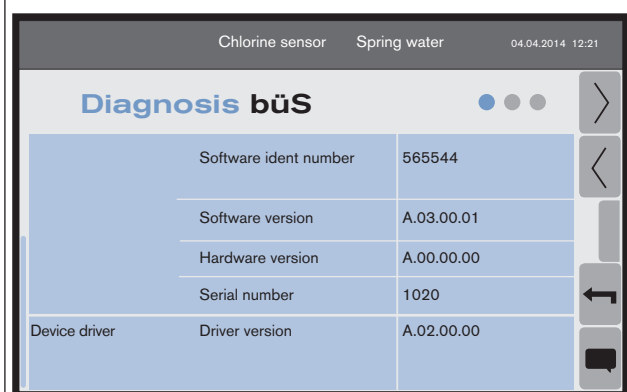 Chlorine sensor Spring water 04.04.2014 12:21
Diagnosis büS
Software ident number 565544
Software version A.03.00.01
Hardware version A.00.00.00
Serial number 1020
Device driver Driver version A.02.00.00